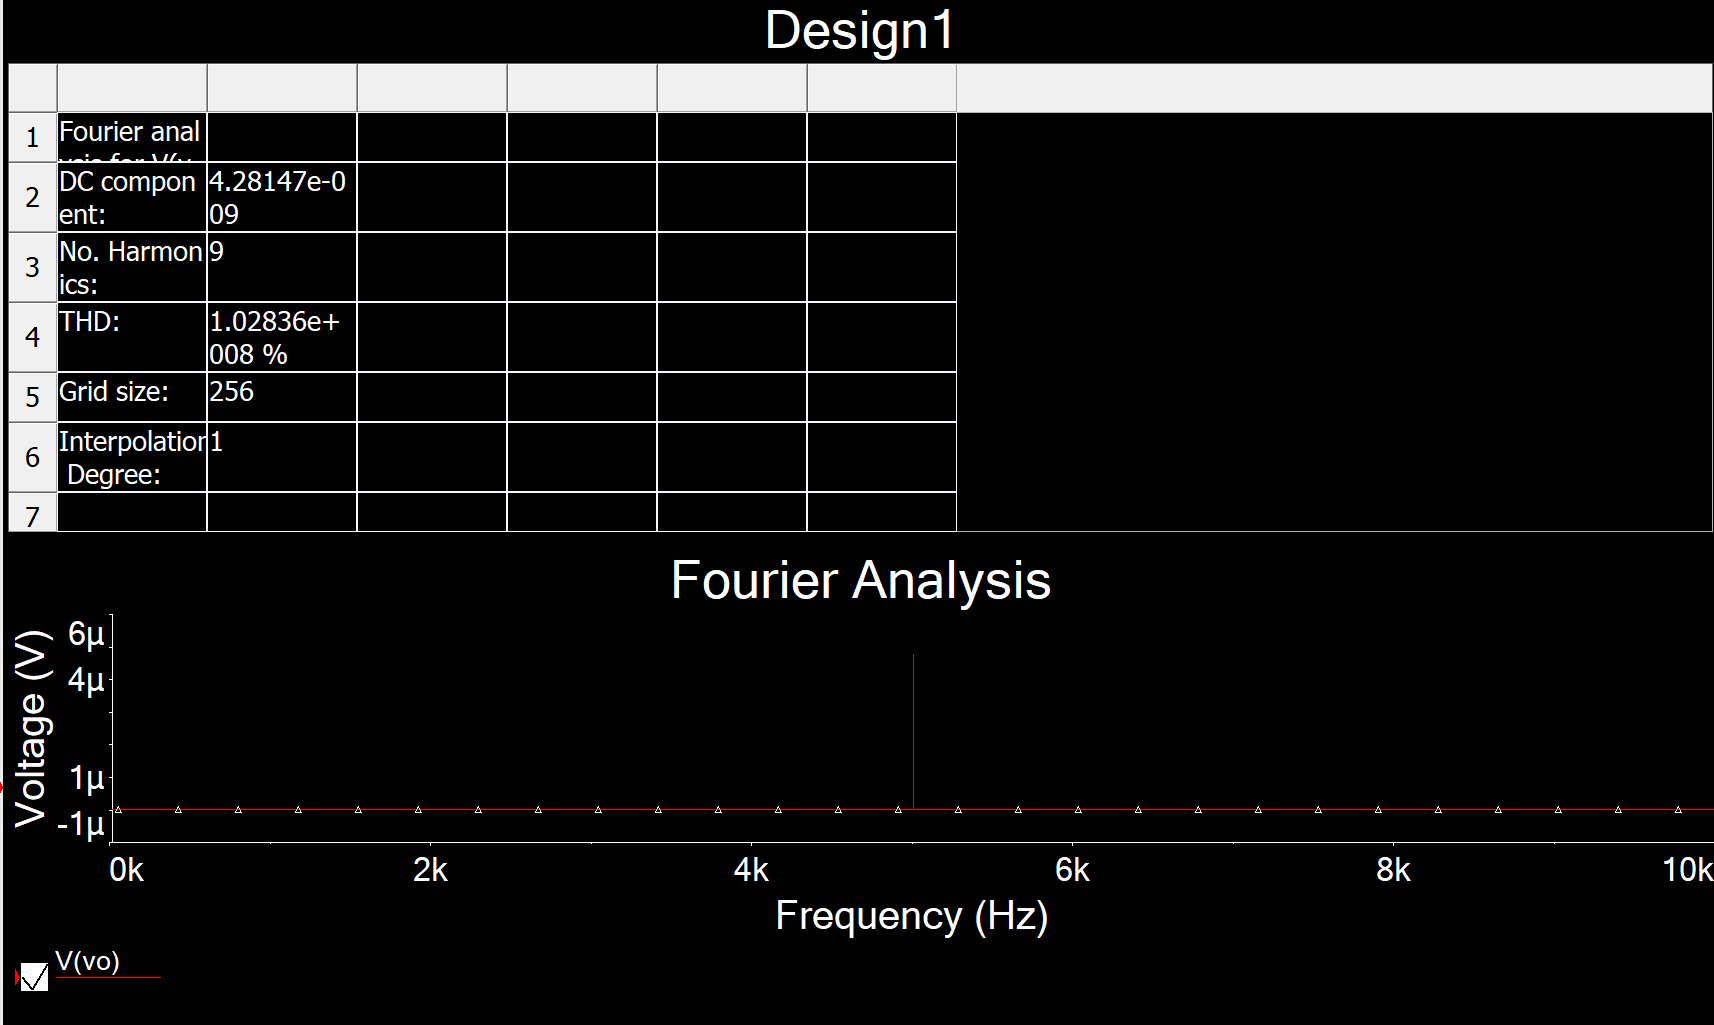 Design1
1
Fourier anal
ysis for V(v
2
DC compon
ent:
4.28147e-0
09
3
No. Harmon
ics:
9
4
THD:
1.02836e+
008 %
5
Grid size:
256
6
Interpolation
Degree:
1
7
Fourier Analysis
Voltage (V)
6µ
4µ
1µ
-1µ
0k 2k 4k 6k 8k 10k
Frequency (Hz)
V(vo)